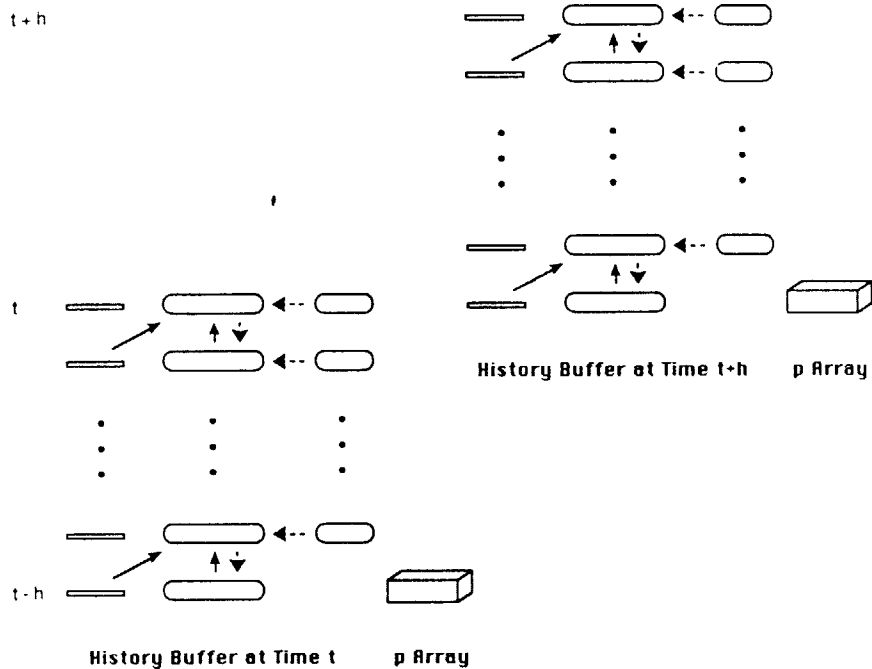 t + h
t
History Buffer at Time t+h p Array
t - h
History Buffer at Time t p Array